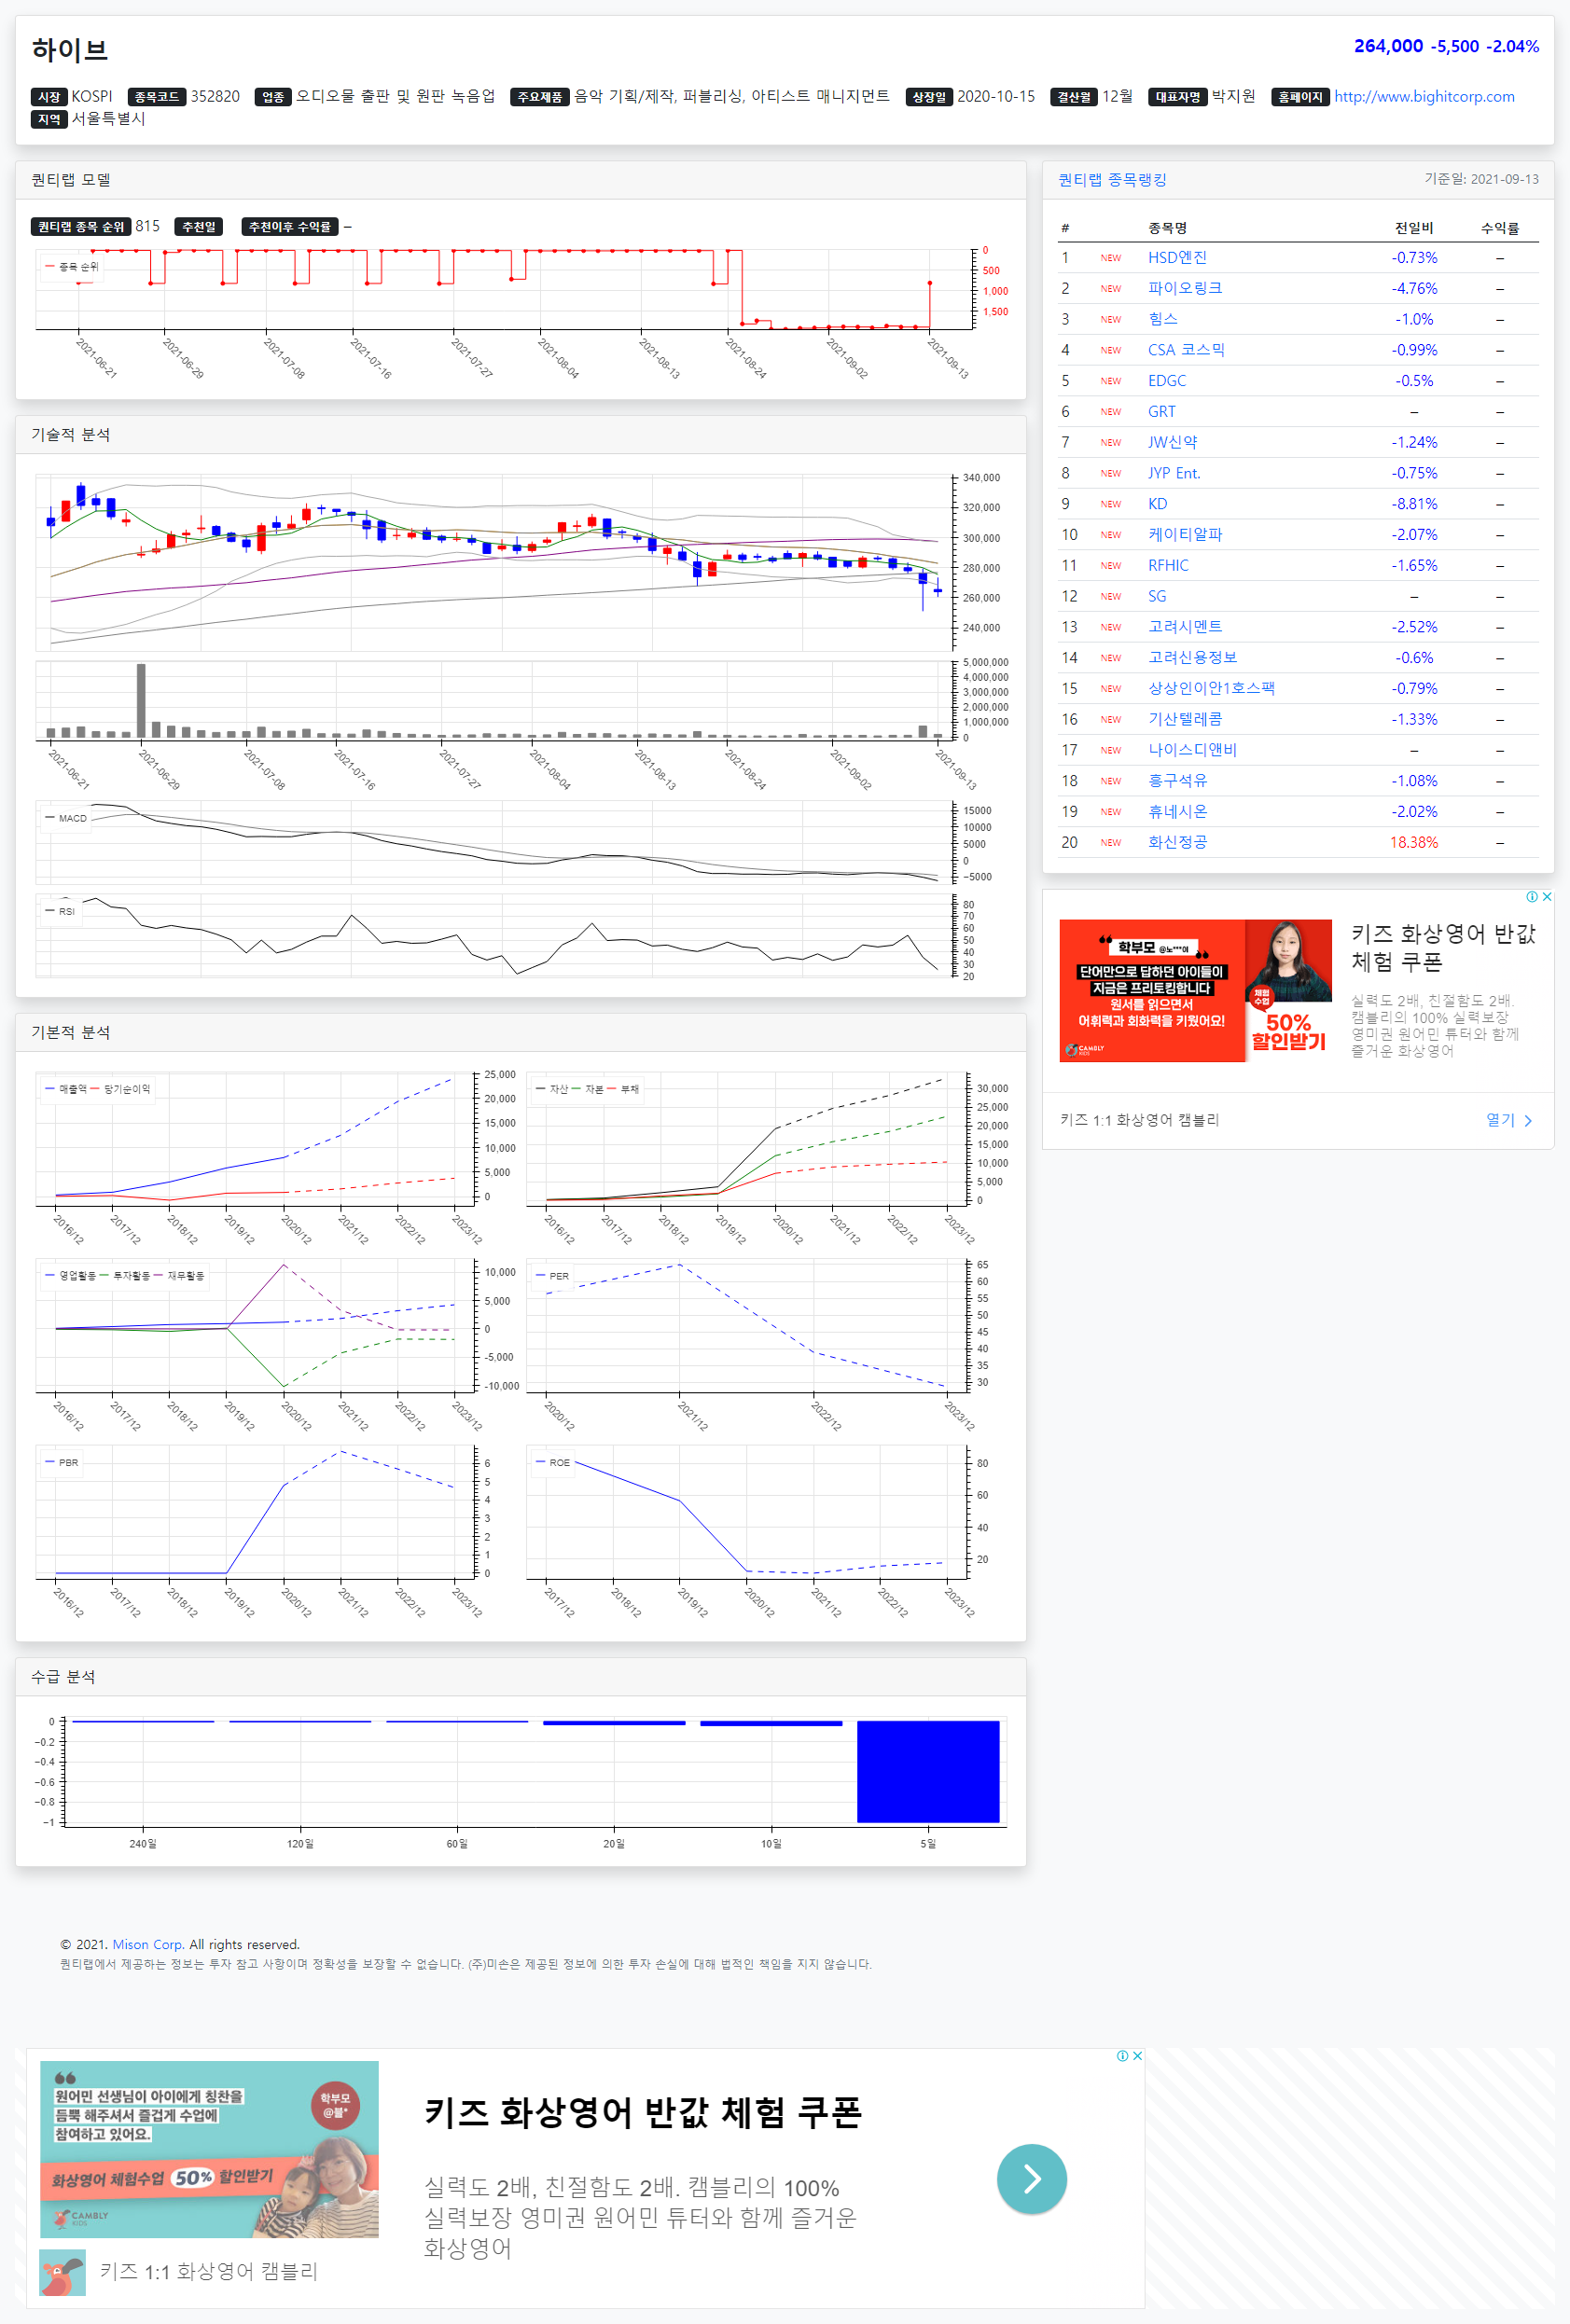 하이브
264,000 -5,500 -2.04%
시장 KOSPI 종목코드 352820 업종 오디오물 출판 및 원판 녹음업 주요제품 음악 기획/제작, 퍼블리싱, 아티스트 매니지먼트 상장일 2020-10-15 결산월 12월 대표자명 박지원 홈페이지 http://www.bighitcorp.com
지역 서울특별시
퀀티랩 모델
퀀티랩 종목 순위 815 추천일 추천이후 수익률 –
종목 순위
0
500
1,000
1,500
2021-06-21 2021-06-29 2021-07-08 2021-07-16 2021-07-27 2021-08-04 2021-08-13 2021-08-24 2021-09-02 2021-09-13
기술적 분석
340,000
320,000
300,000
280,000
260,000
240,000
5,000,000
4,000,000
3,000,000
2,000,000
1,000,000
0
2021-06-21 2021-06-29 2021-07-08 2021-07-16 2021-07-27 2021-08-04 2021-08-13 2021-08-24 2021-09-02 2021-09-13
MACD
15000
10000
5000
0
−5000
RSI
80
70
60
50
40
30
20
기본적 분석
매출액 당기순이익
25,000
20,000
15,000
10,000
5,000
0
2016/12 2017/12 2018/12 2019/12 2020/12 2021/12 2022/12 2023/12
자산 자본 부채
30,000
25,000
20,000
15,000
10,000
5,000
0
2016/12 2017/12 2018/12 2019/12 2020/12 2021/12 2022/12 2023/12
영업활동 투자활동 재무활동
10,000
5,000
0
-5,000
-10,000
2016/12 2017/12 2018/12 2019/12 2020/12 2021/12 2022/12 2023/12
PER
65
60
55
50
45
40
35
30
2020/12 2021/12 2022/12 2023/12
PBR
6
5
4
3
2
1
0
2016/12 2017/12 2018/12 2019/12 2020/12 2021/12 2022/12 2023/12
ROE
80
60
40
20
2017/12 2018/12 2019/12 2020/12 2021/12 2022/12 2023/12
수급 분석
0
−0.2
−0.4
−0.6
−0.8
−1
240일 120일 60일 20일 10일 5일
퀀티랩 종목랭킹 기준일: 2021-09-13
# 종목명 전일비 수익률
1 NEW HSD엔진 -0.73% –
2 NEW 파이오링크 -4.76% –
3 NEW 힘스 -1.0% –
4 NEW CSA 코스믹 -0.99% –
5 NEW EDGC -0.5% –
6 NEW GRT – –
7 NEW JW신약 -1.24% –
8 NEW JYP Ent. -0.75% –
9 NEW KD -8.81% –
10 NEW 케이티알파 -2.07% –
11 NEW RFHIC -1.65% –
12 NEW SG – –
13 NEW 고려시멘트 -2.52% –
14 NEW 고려신용정보 -0.6% –
15 NEW 상상인이안1호스팩 -0.79% –
16 NEW 기산텔레콤 -1.33% –
17 NEW 나이스디앤비 – –
18 NEW 흥구석유 -1.08% –
19 NEW 휴네시온 -2.02% –
20 NEW 화신정공 18.38% –
학부모 @노***여
단어만으로 답하던 아이들이
지금은 프리토킹합니다
원서를 읽으면서
어휘력과 회화력을 키웠어요!
체험
수업
50%
할인받기
CAMBLY
KIDS
키즈 화상영어 반값
체험 쿠폰
실력도 2배, 친절함도 2배.
캠블리의 100% 실력보장
영미권 원어민 튜터와 함께
즐거운 화상영어
키즈 1:1 화상영어 캠블리
열기
© 2021. Mison Corp. All rights reserved.
퀀티랩에서 제공하는 정보는 투자 참고 사항이며 정확성을 보장할 수 없습니다. (주)미손은 제공된 정보에 의한 투자 손실에 대해 법적인 책임을 지지 않습니다.
원어민 선생님이 아이에게 칭찬을
듬뿍 해주셔서 즐겁게 수업에
참여하고 있어요.
학부모
@블*
화상영어 체험수업 50% 할인받기
CAMBLY
KIDS
키즈 1:1 화상영어 캠블리
키즈 화상영어 반값 체험 쿠폰
실력도 2배, 친절함도 2배. 캠블리의 100%
실력보장 영미권 원어민 튜터와 함께 즐거운
화상영어